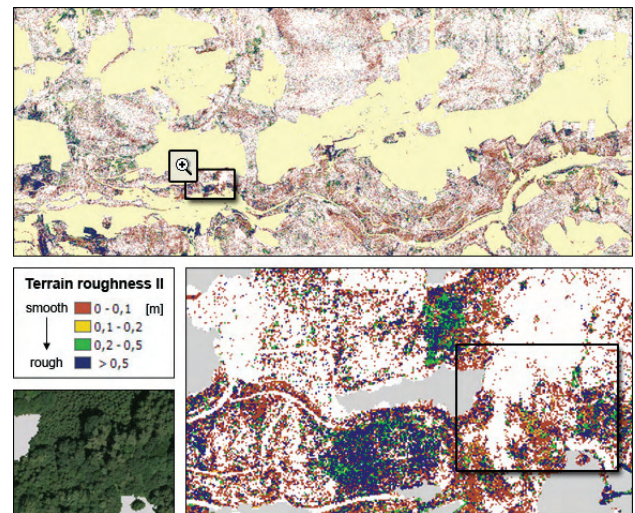 Terrain roughness II
smooth 0 - 0,1 [m]
0,1 - 0,2
0,2 - 0,5
rough > 0,5